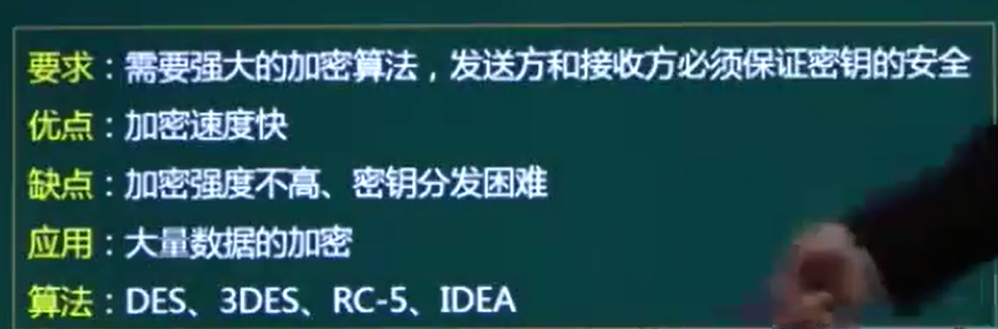 要求：需要强大的加密算法，发送方和接收方必须保证密钥的安全
优点：加密速度快
缺点：加密强度不高、密钥分发困难
应用：大量数据的加密
算法：DES、3DES、RC-5、IDEA